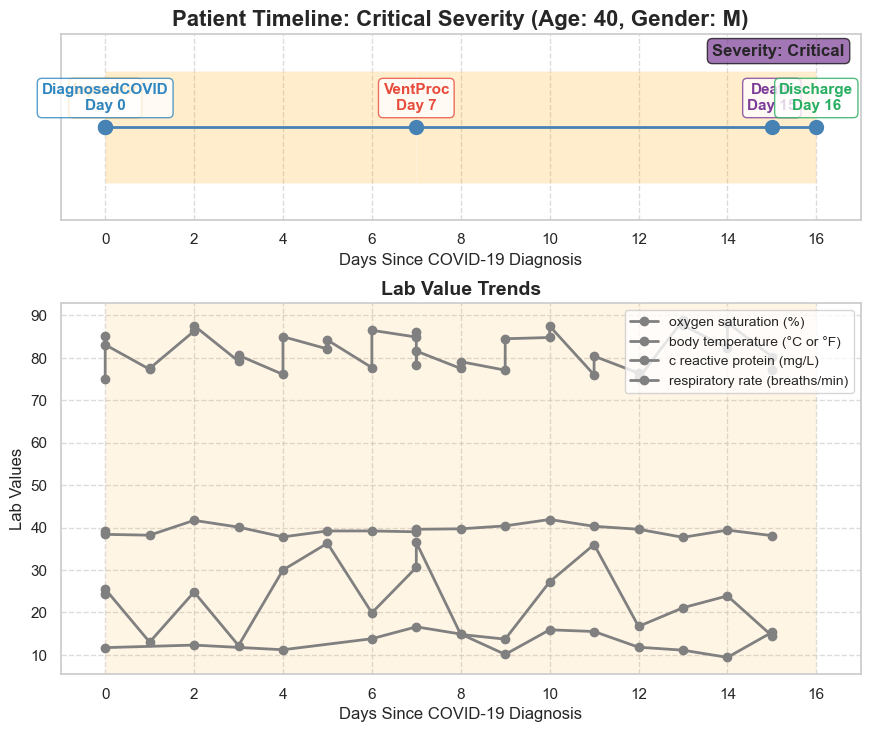 Patient Timeline: Critical Severity (Age: 40, Gender: M)
Severity: Critical
DiagnosedCOVID
Day 0
VentProc
Day 7
Day 15
Discharge
Day 16
0 2 4 6 8 10 12 14 16
Days Since COVID-19 Diagnosis
Lab Value Trends
90
80
70
60
50
40
30
20
10
Lab Values
oxygen saturation (%)
body temperature (°C or °F)
c reactive protein (mg/L)
respiratory rate (breaths/min)
0 2 4 6 8 10 12 14 16
Days Since COVID-19 Diagnosis